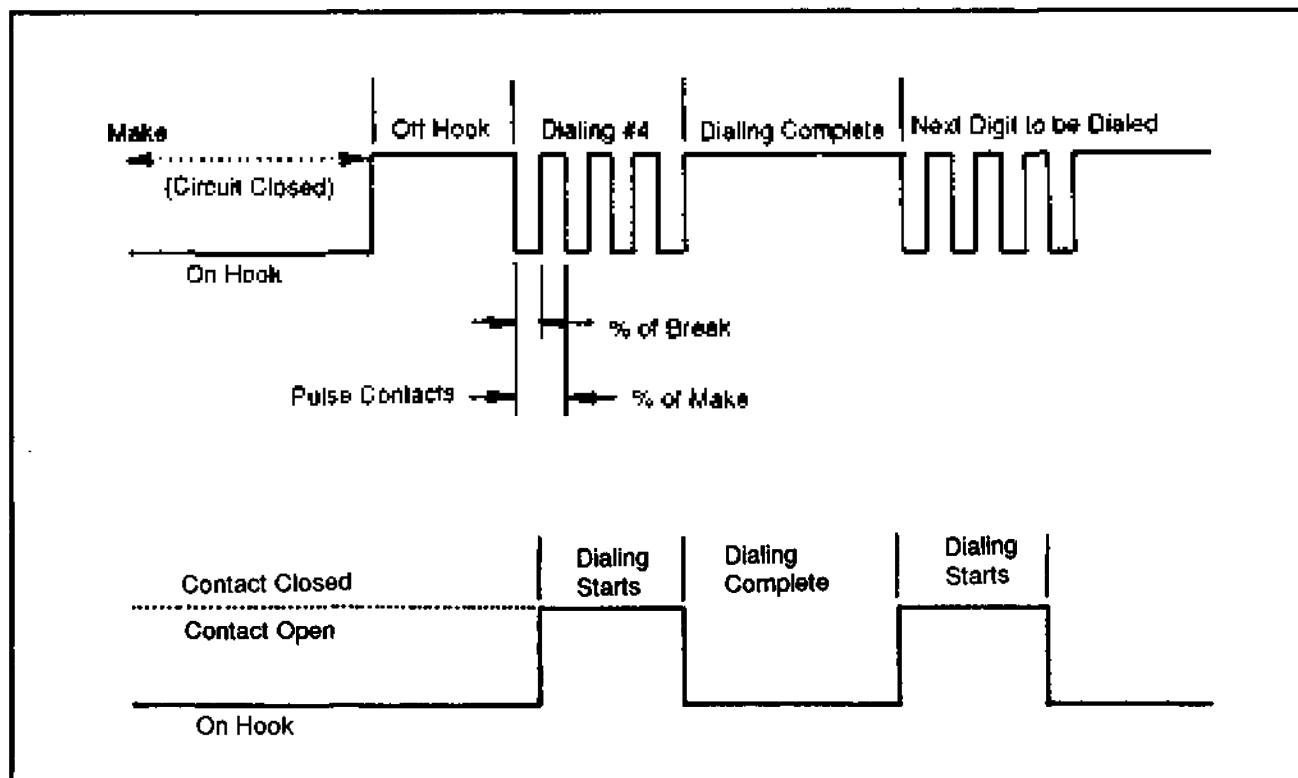 Off Hook
Dialing #4
Dialing Complete
Next Digit to be Dialed
Make
(Circuit Closed)
On Hook
% of Break
Pulse Contacts
% of Make
Contact Closed
Contact Open
On Hook
Dialing
Starts
Dialing
Complete
Dialing
Starts